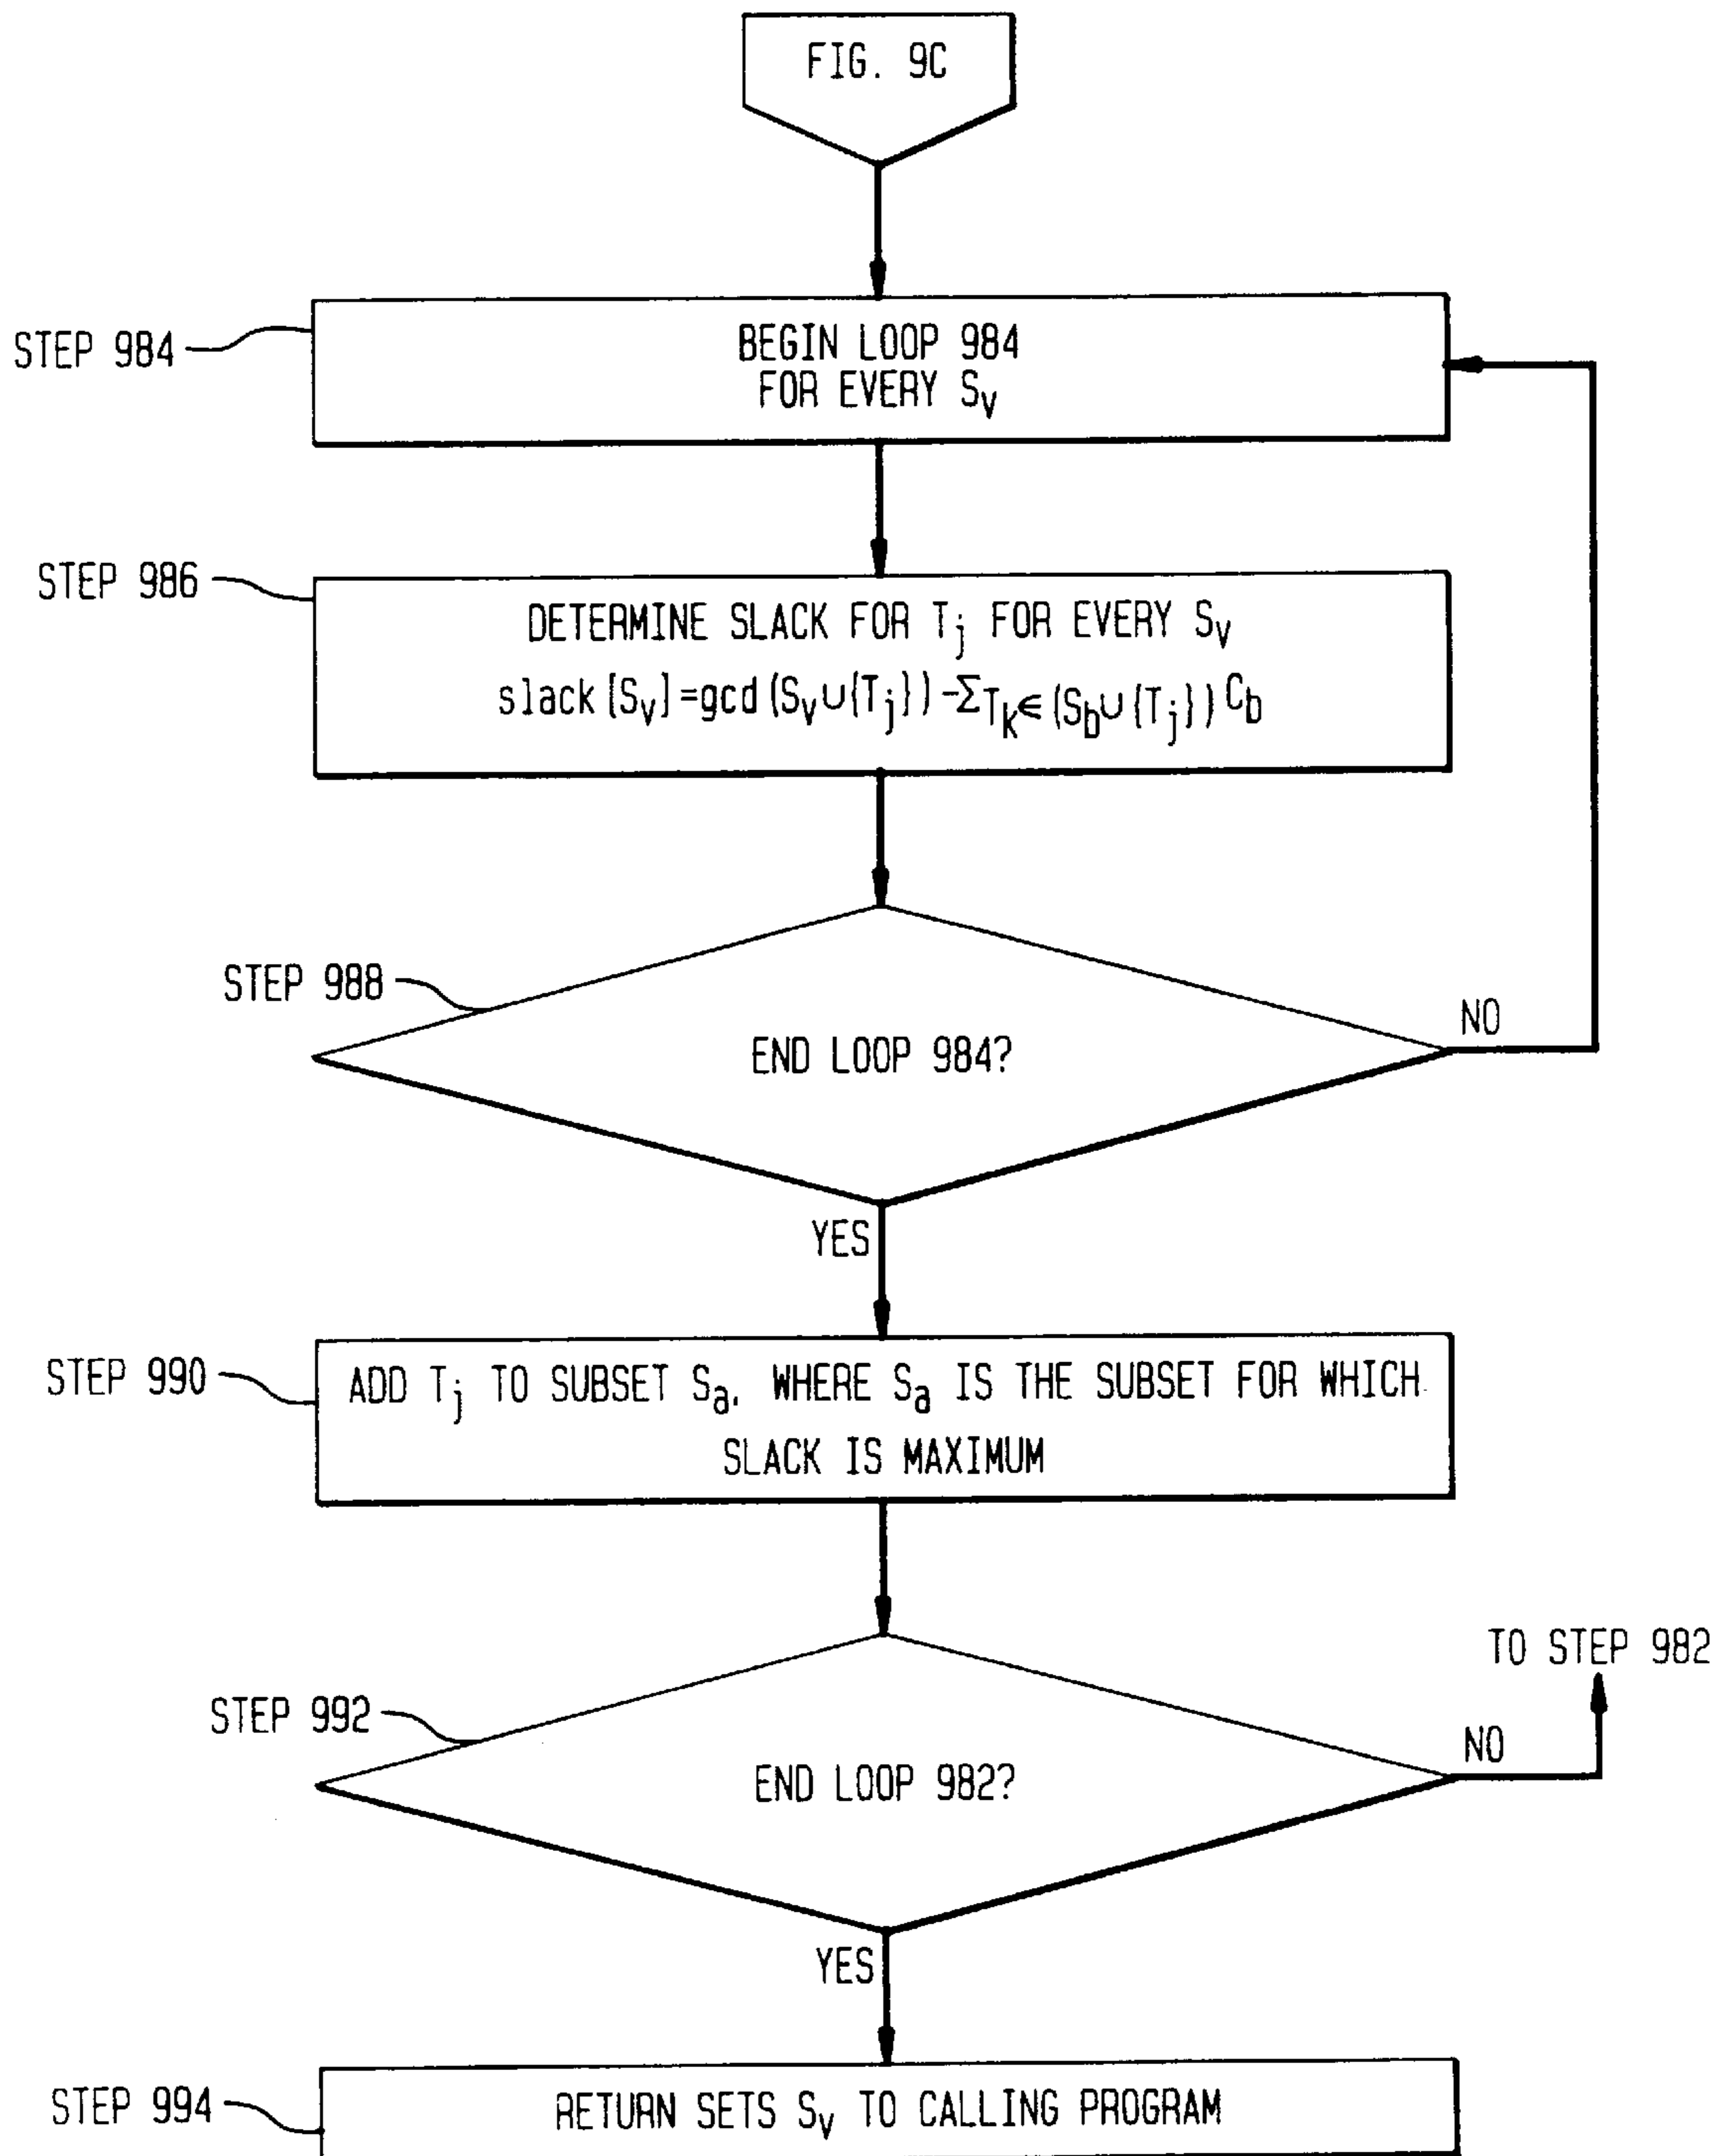 FIG. 9C
STEP 984
BEGIN LOOP 984
FOR EVERY Sv
STEP 986
DETERMINE SLACK FOR Tj FOR EVERY Sv
slack [Sv] =gcd (Sv∪{Tj}) -ΣTk∈(Sb∪{Tj}) Cb
STEP 988
END LOOP 984?
NO
YES
STEP 990
ADD Tj TO SUBSET Sa, WHERE Sa IS THE SUBSET FOR WHICH
SLACK IS MAXIMUM
TO STEP 982
STEP 992
END LOOP 982?
NO
YES
STEP 994
RETURN SETS Sv TO CALLING PROGRAM